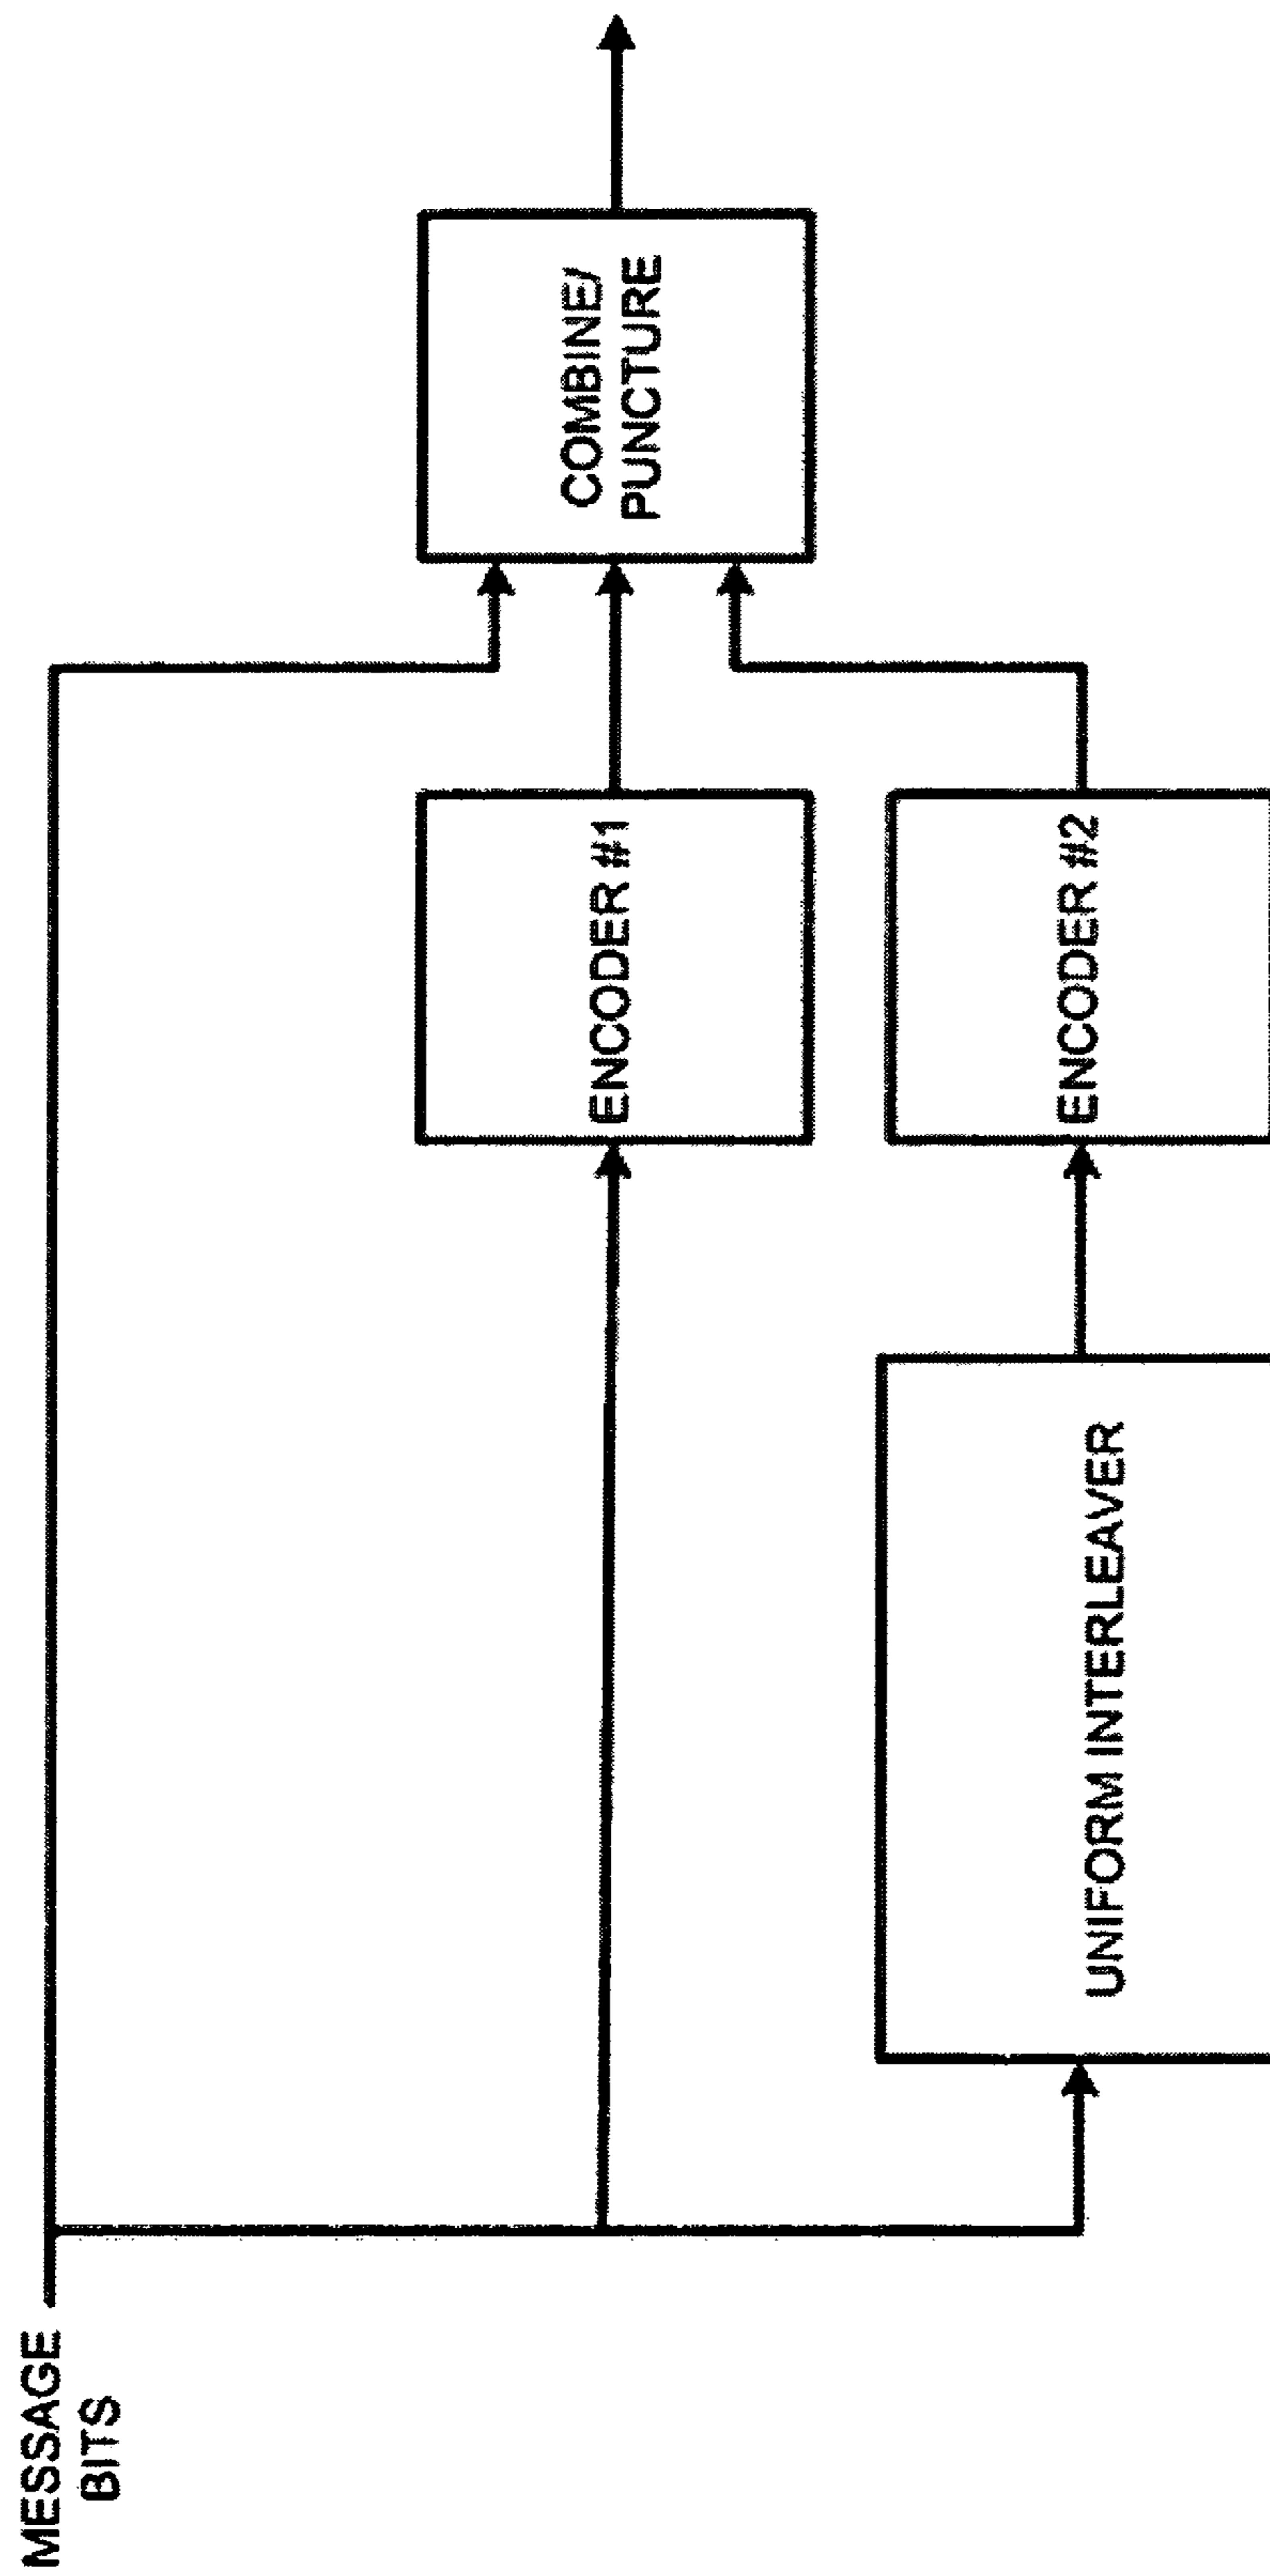 MESSAGE
BITS
UNIFORM INTERLEAVER
ENCODER #1
ENCODER #2
COMBINE/
PUNCTURE